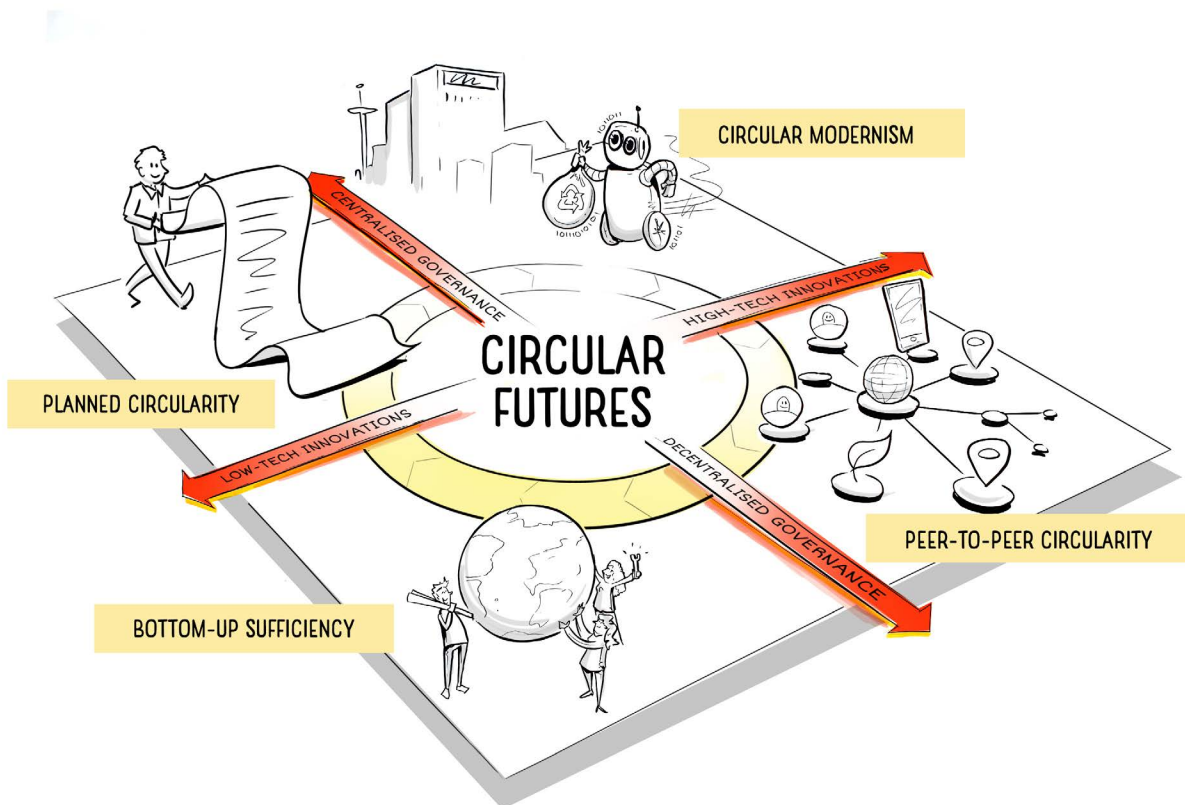 CIRCULAR MODERNISM
CENTRALISED GOVERNANCE
HIGH-TECH INNOVATIONS
CIRCULAR
FUTURES
PLANNED CIRCULARITY
LOW-TECH INNOVATIONS
DECENTRALISED GOVERNANCE
PEER-TO-PEER CIRCULARITY
BOTTOM-UP SUFFICIENCY